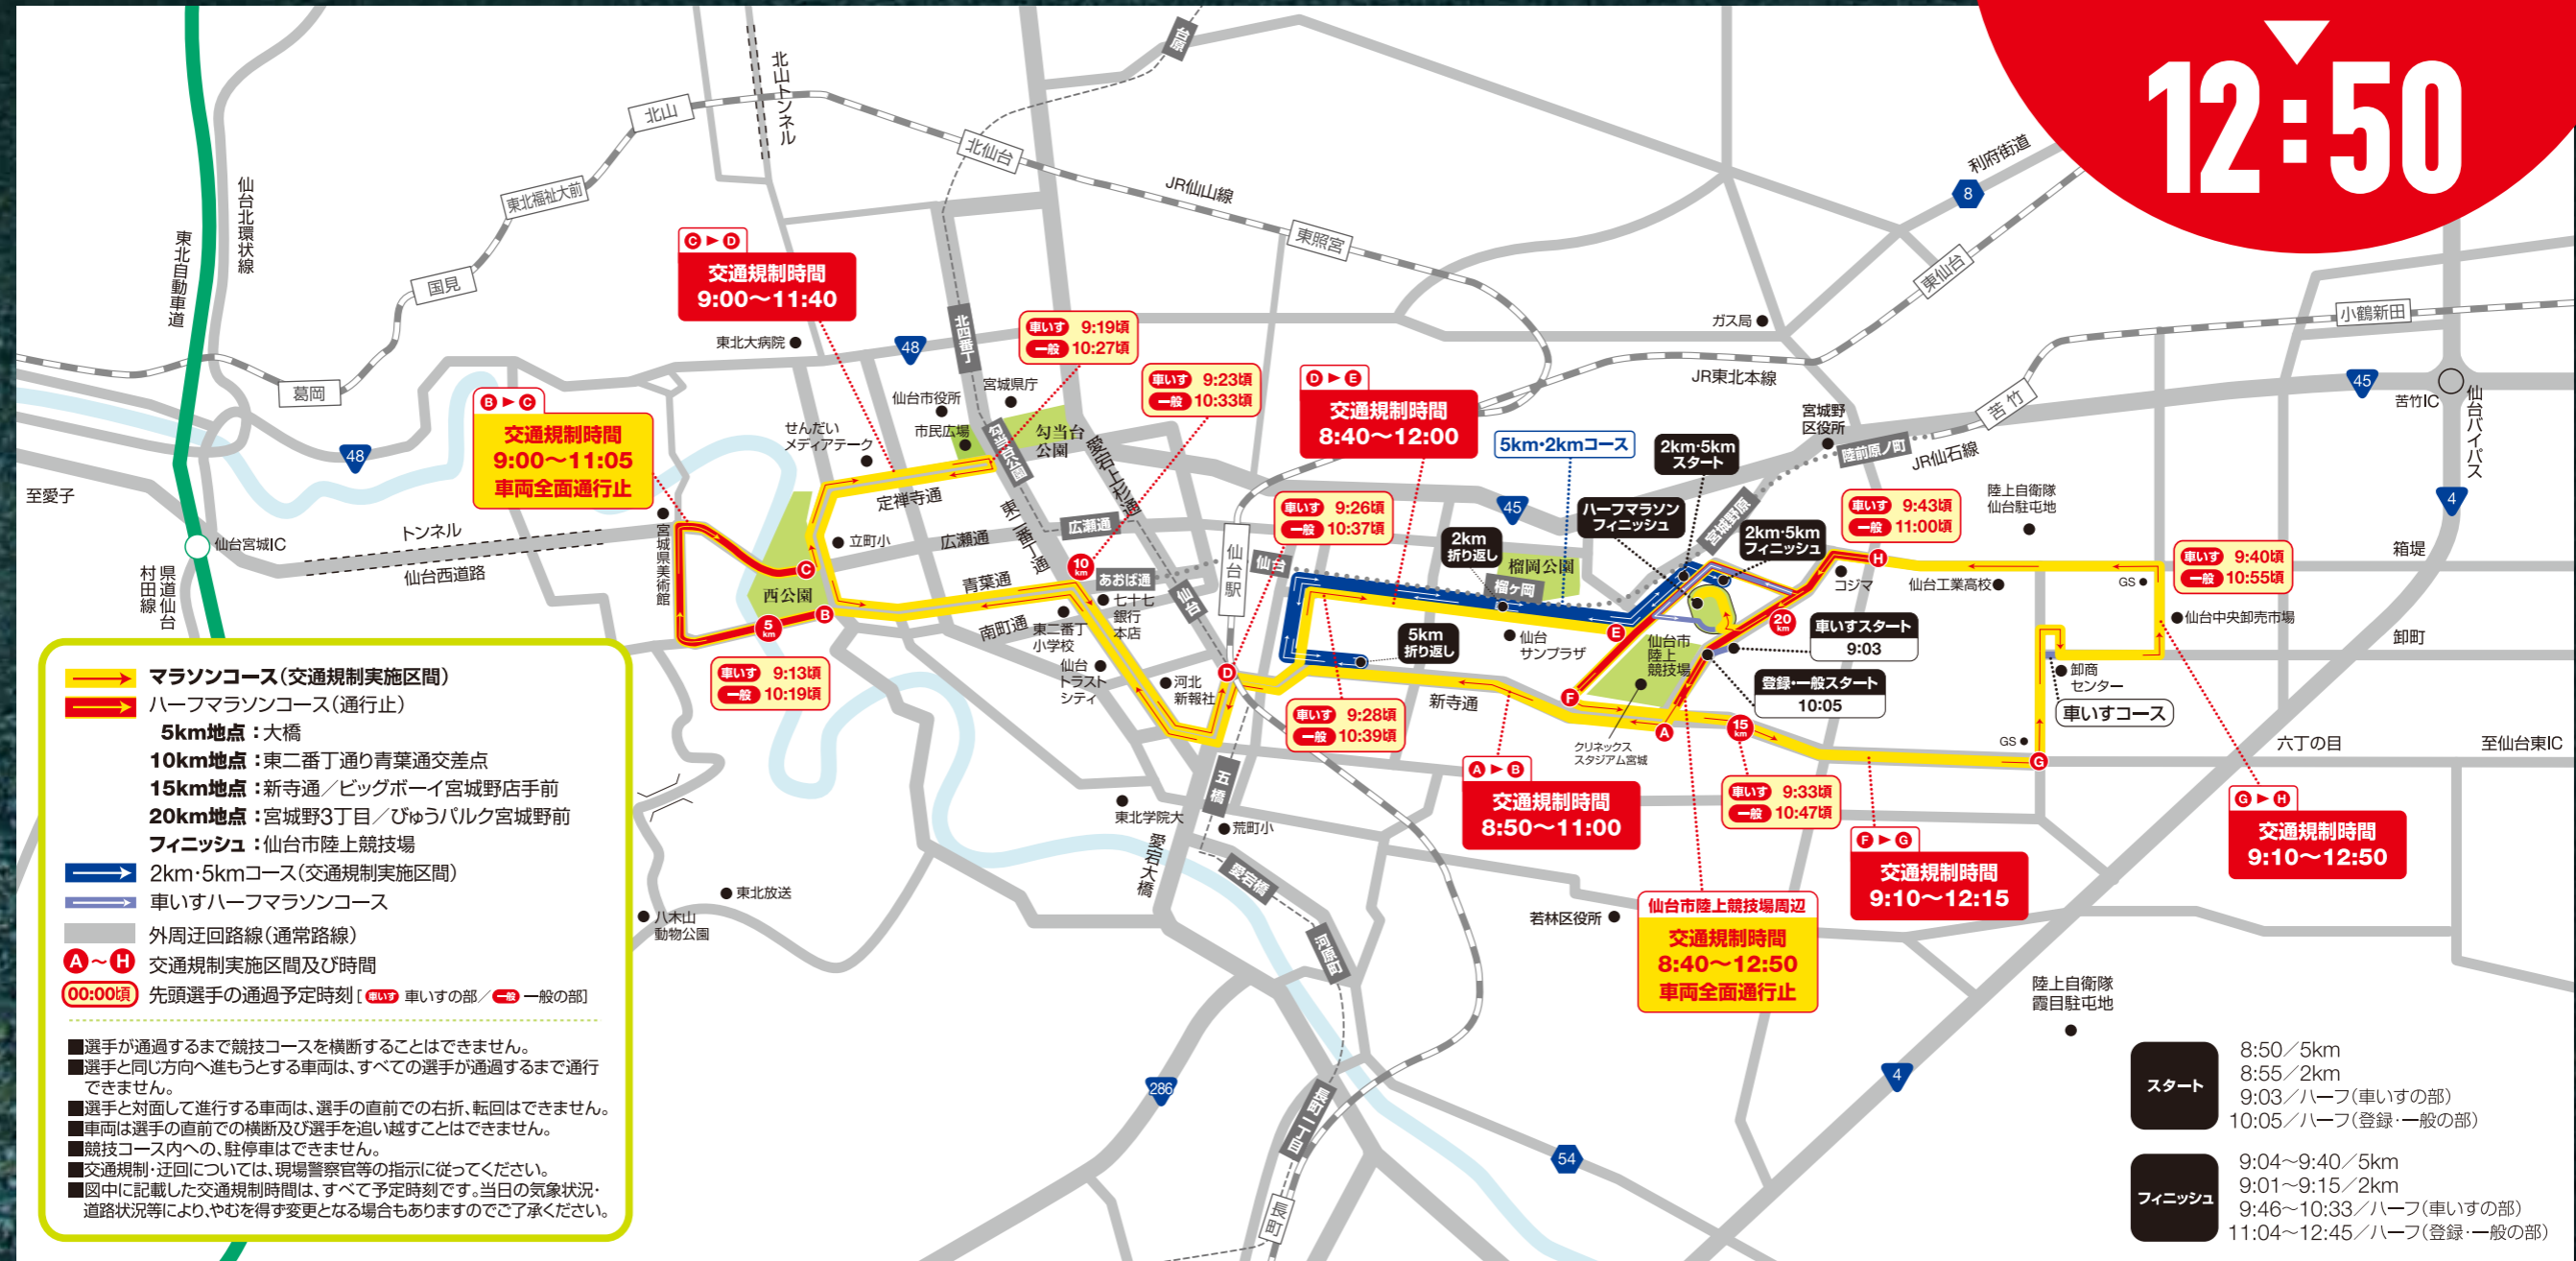 12:50
北山トンネル
台原
北山
北仙台
JR仙山線
利府街道
8
仙台北環状線
東北自動車道
東北福祉大前
国見
東照宮
東仙台
小鶴新田
C▶D
交通規制時間
9:00～11:40
東北大病院
48
北四番丁
車いす 9:19頃
一般 10:27頃
ガス局
JR東北本線
45
苦竹IC
仙台バイパス
葛岡
B▶C
交通規制時間
9:00～11:05
車両全面通行止
仙台市役所
宮城県庁
市民広場
勾当台公園
勾当台
公園
愛宕上杉通
車いす 9:23頃
一般 10:33頃
D▶E
交通規制時間
8:40～12:00
5km・2kmコース
2km・5km
スタート
宮城野
区役所
苦竹
陸前原ノ町
JR仙石線
48
至愛子
せんだい
メディアテーク
定禅寺通
東二番丁通
広瀬通
車いす 9:26頃
一般 10:37頃
45
ハーフマラソン
フィニッシュ
宮城野原
車いす 9:43頃
一般 11:00頃
陸上自衛隊
仙台駐屯地
4
仙台宮城IC
トンネル
仙台西道路
宮城県美術館
立町小
広瀬通
C
10km
あおば通
仙台駅
仙台
2km
折り返し
榴岡公園
榴ヶ岡
2km・5km
フィニッシュ
H
コジマ
仙台工業高校
GS
箱堤
車いす 9:40頃
一般 10:55頃
県道仙台
村田線
西公園
青葉通
南町通
東二番丁
小学校
七十七
銀行
本店
仙台
B
5km
E
仙台
サンプラザ
5km
折り返し
仙台市
陸上
競技場
20km
車いすスタート
9:03
仙台中央卸売市場
卸町
車いす 9:13頃
一般 10:19頃
仙台
トラスト
シティ
河北
新報社
D
新寺通
F
登録・一般スタート
10:05
卸商
センター
車いすコース
マラソンコース(交通規制実施区間)
ハーフマラソンコース(通行止)
5km地点：大橋
10km地点：東二番丁通り青葉通交差点
15km地点：新寺通／ビッグボーイ宮城野店手前
20km地点：宮城野3丁目／びゅうパルク宮城野前
フィニッシュ：仙台市陸上競技場
2km・5kmコース(交通規制実施区間)
車いすハーフマラソンコース
外周迂回路線(通常路線)
A～H 交通規制実施区間及び時間
00:00頃 先頭選手の通過予定時刻[車いす 車いすの部／一般 一般の部]
■選手が通過するまで競技コースを横断することはできません。
■選手と同じ方向へ進もうとする車両は、すべての選手が通過するまで通行
できません。
■選手と対面して進行する車両は、選手の直前での右折、転回はできません。
■車両は選手の直前での横断及び選手を追い越すことはできません。
■競技コース内への、駐停車はできません。
■交通規制・迂回については、現場警察官等の指示に従ってください。
■図中に記載した交通規制時間は、すべて予定時刻です。当日の気象状況・
道路状況等により、やむを得ず変更となる場合もありますのでご了承ください。
車いす 9:28頃
一般 10:39頃
クリネックス
スタジアム宮城
A
15km
GS
G
六丁の目
至仙台東IC
五橋
東北学院大
荒町小
愛宕大橋
愛宕橋
A▶B
交通規制時間
8:50～11:00
車いす 9:33頃
一般 10:47頃
F▶G
交通規制時間
9:10～12:15
G▶H
交通規制時間
9:10～12:50
東北放送
八木山
動物公園
河原町
若林区役所
仙台市陸上競技場周辺
交通規制時間
8:40～12:50
車両全面通行止
陸上自衛隊
霞目駐屯地
286
長町一丁目
長町
54
4
スタート
8:50／5km
8:55／2km
9:03／ハーフ(車いすの部)
10:05／ハーフ(登録・一般の部)
フィニッシュ
9:04～9:40／5km
9:01～9:15／2km
9:46～10:33／ハーフ(車いすの部)
11:04～12:45／ハーフ(登録・一般の部)